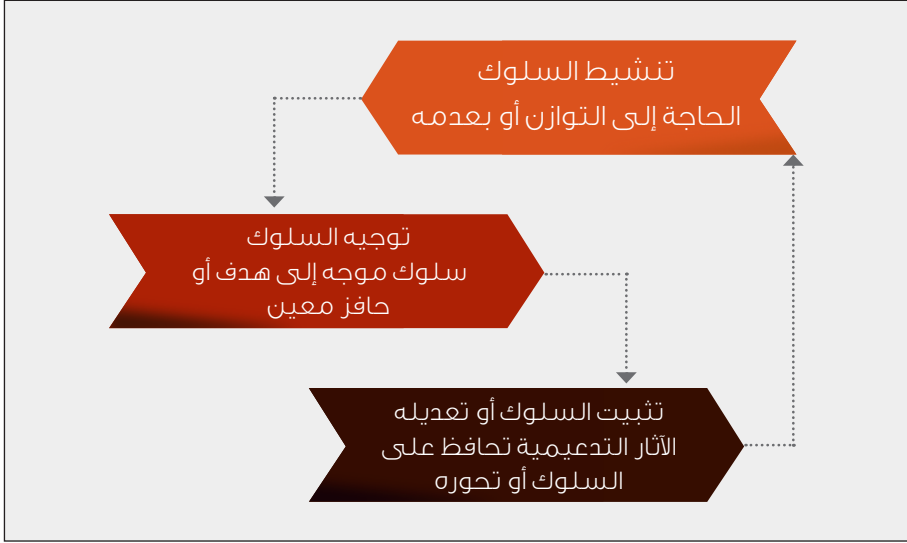 تنشيط السلوك
الحاجة إلى التوازن أو بعدمه
توجيه السلوك
سلوك موجه إلى هدف أو
حافز معين
تثبيت السلوك أو تعديله
الآثار التدعيمية تحافظ على
السلوك أو تحوره